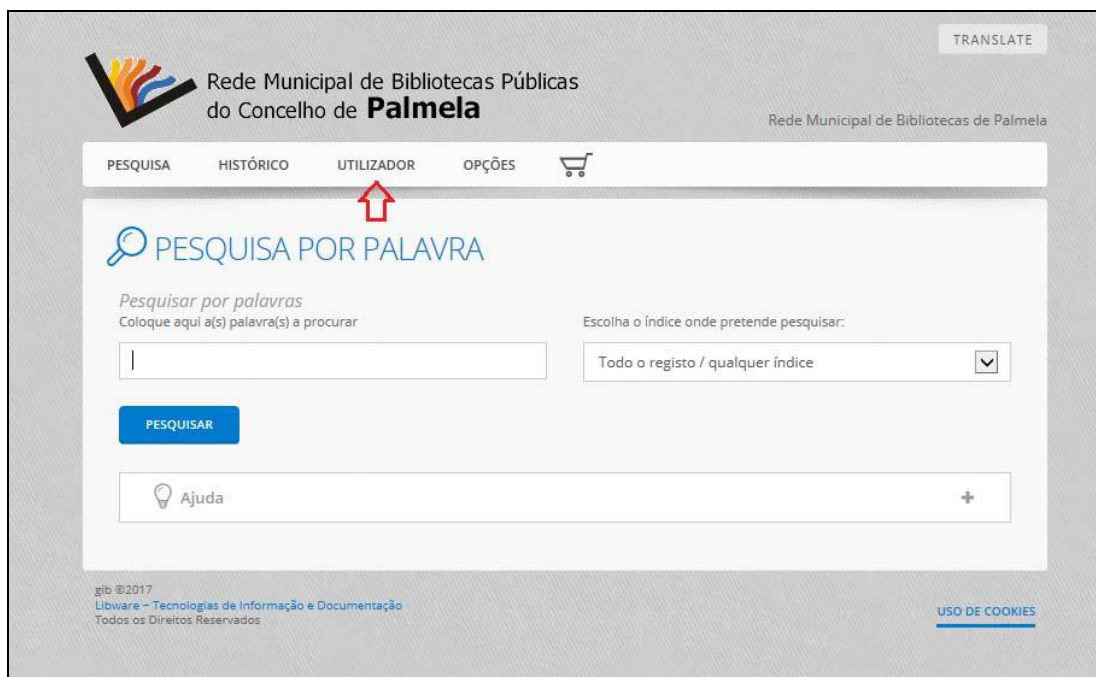 TRANSLATE
Rede Municipal de Bibliotecas Públicas
do Concelho de Palmela
Rede Municipal de Bibliotecas de Palmela
PESQUISA HISTÓRICO UTILIZADOR OPÇÕES
PESQUISA POR PALAVRA
Pesquisar por palavras
Coloque aqui a(s) palavra(s) a procurar
Escolha o índice onde pretende pesquisar:
Todo o registo / qualquer índice
PESQUISAR
Ajuda +
gib ©2017
Libware – Tecnologias de Informação e Documentação
Todos os Direitos Reservados
USO DE COOKIES